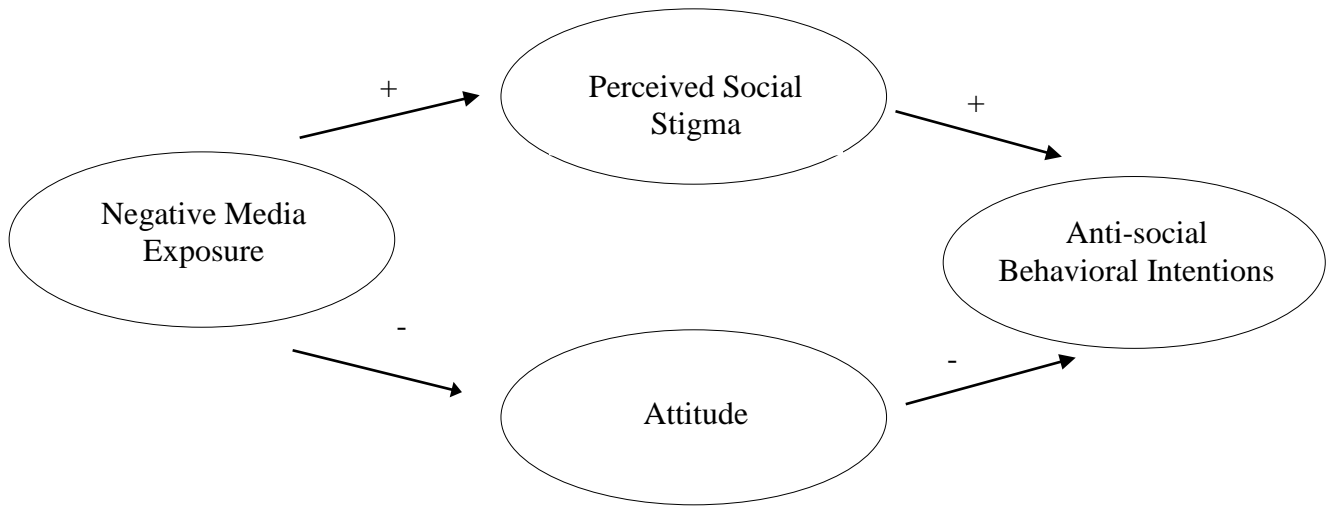 +
Perceived Social
Stigma
+
Negative Media
Exposure
Anti-social
Behavioral Intentions
-
Attitude
-